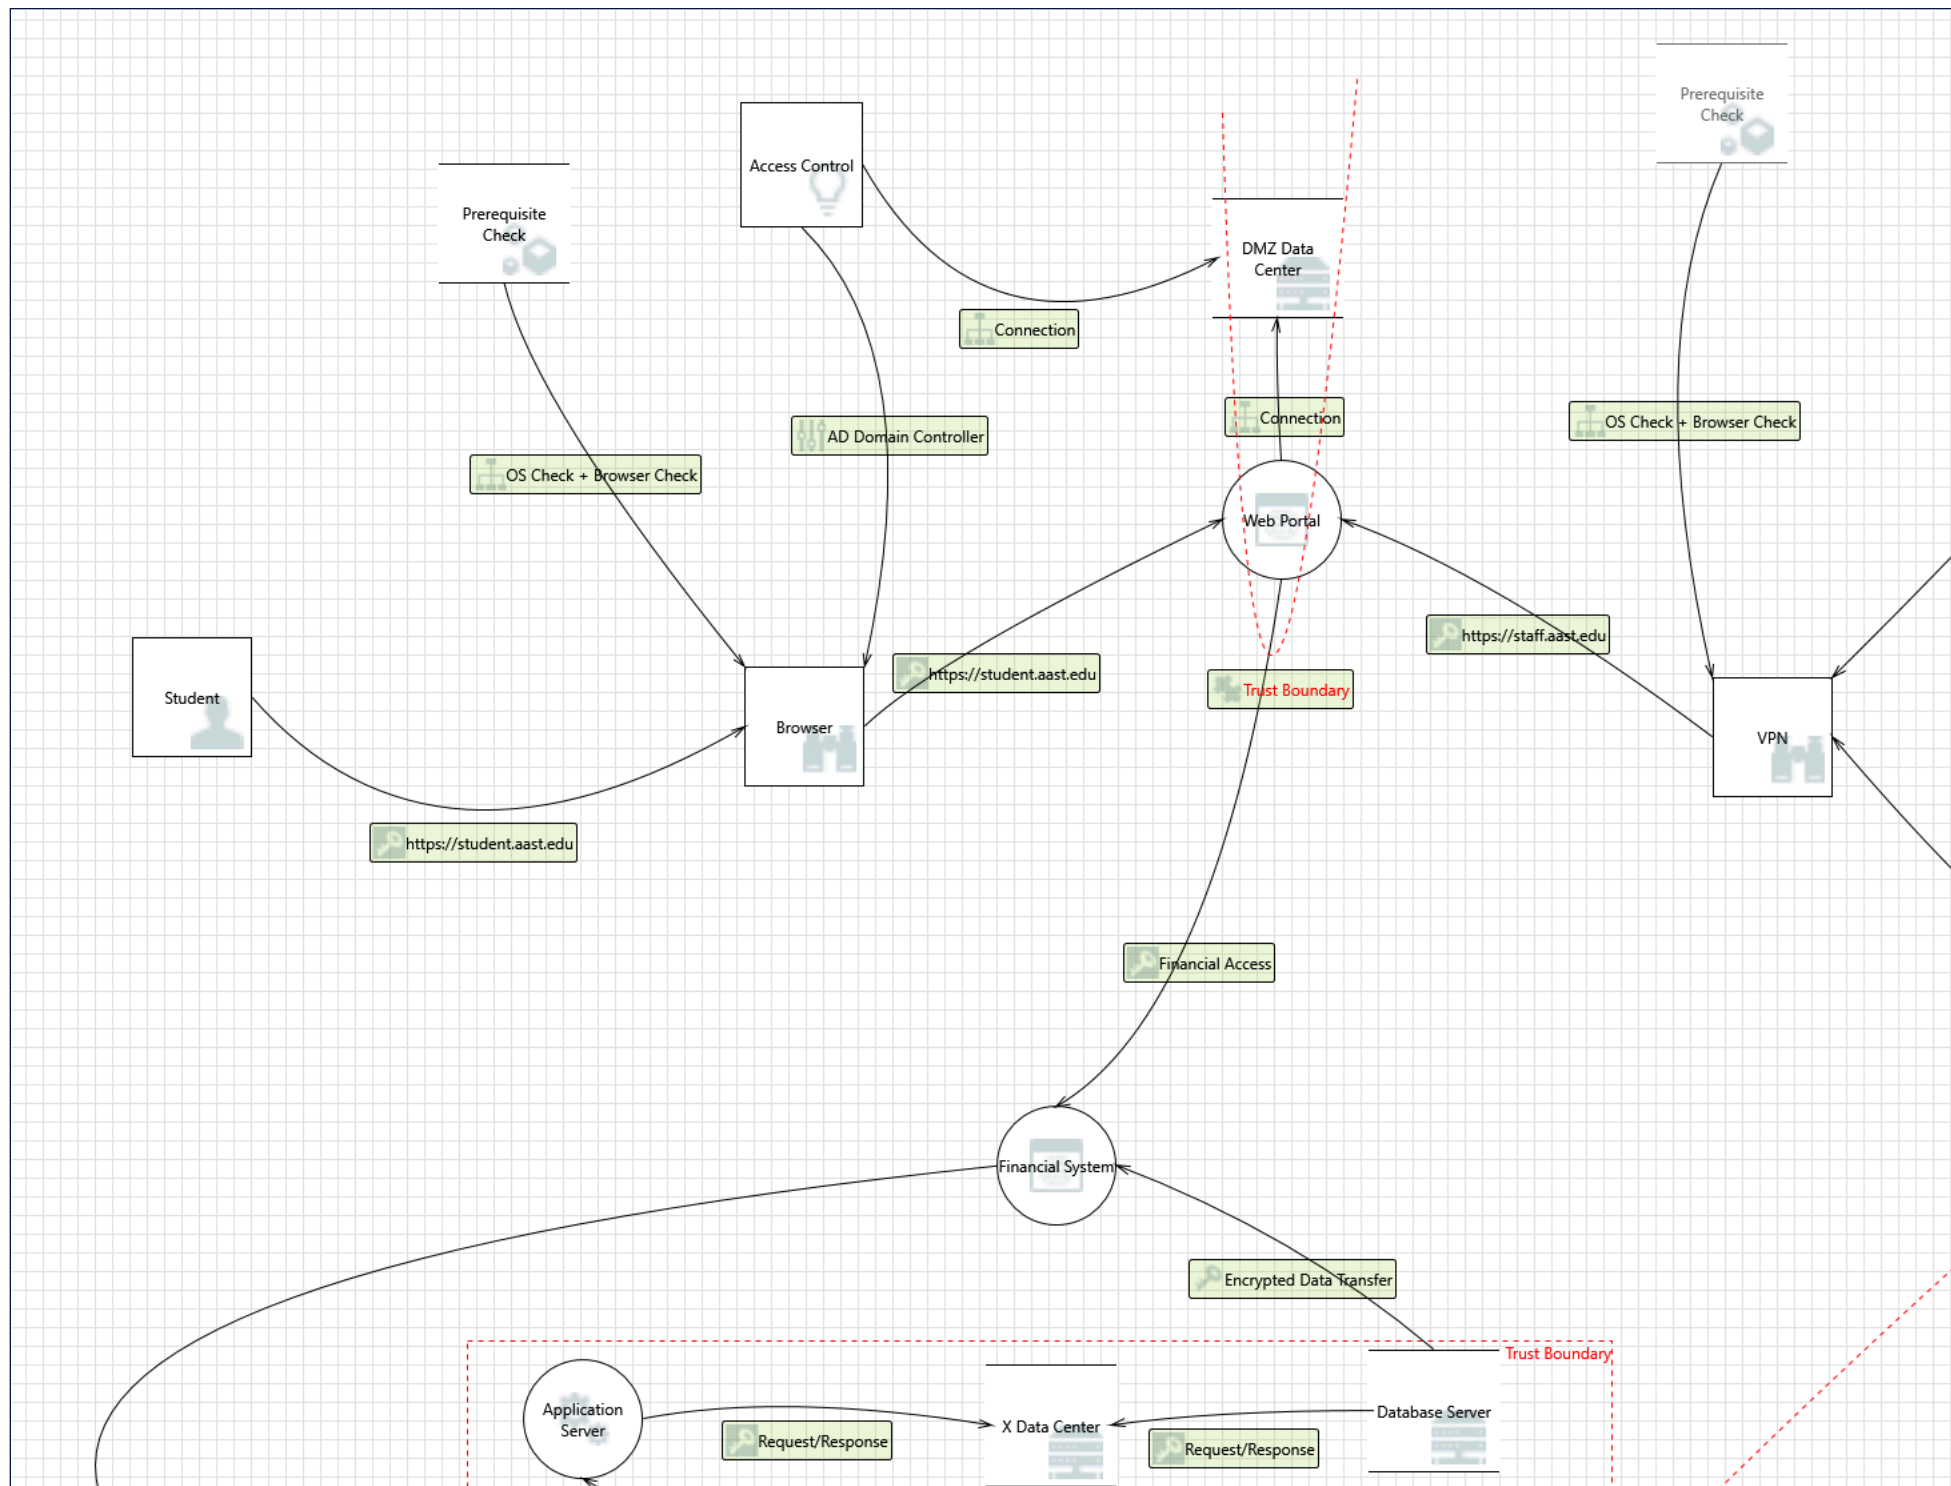 Prerequisite
Check
Access Control
Prerequisite
Check
DMZ Data
Center
Connection
Connection
OS Check + Browser Check
AD Domain Controller
OS Check + Browser Check
Web Portal
https://staff.aast.edu
https://student.aast.edu
Trust Boundary
Student
Browser
VPN
https://student.aast.edu
Financial Access
Financial System
Encrypted Data Transfer
Trust Boundary
Application
Server
X Data Center
Database Server
Request/Response
Request/Response